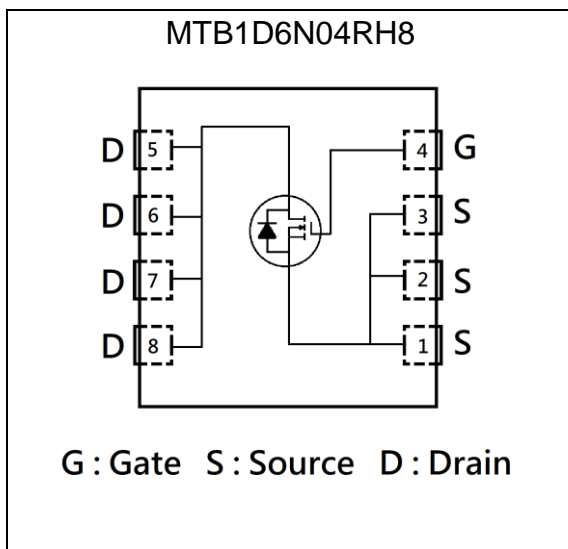 MTB1D6N04RH8
D 5 4 G
D 6 3 S
D 7 2 S
D 8 1 S
G : Gate S : Source D : Drain